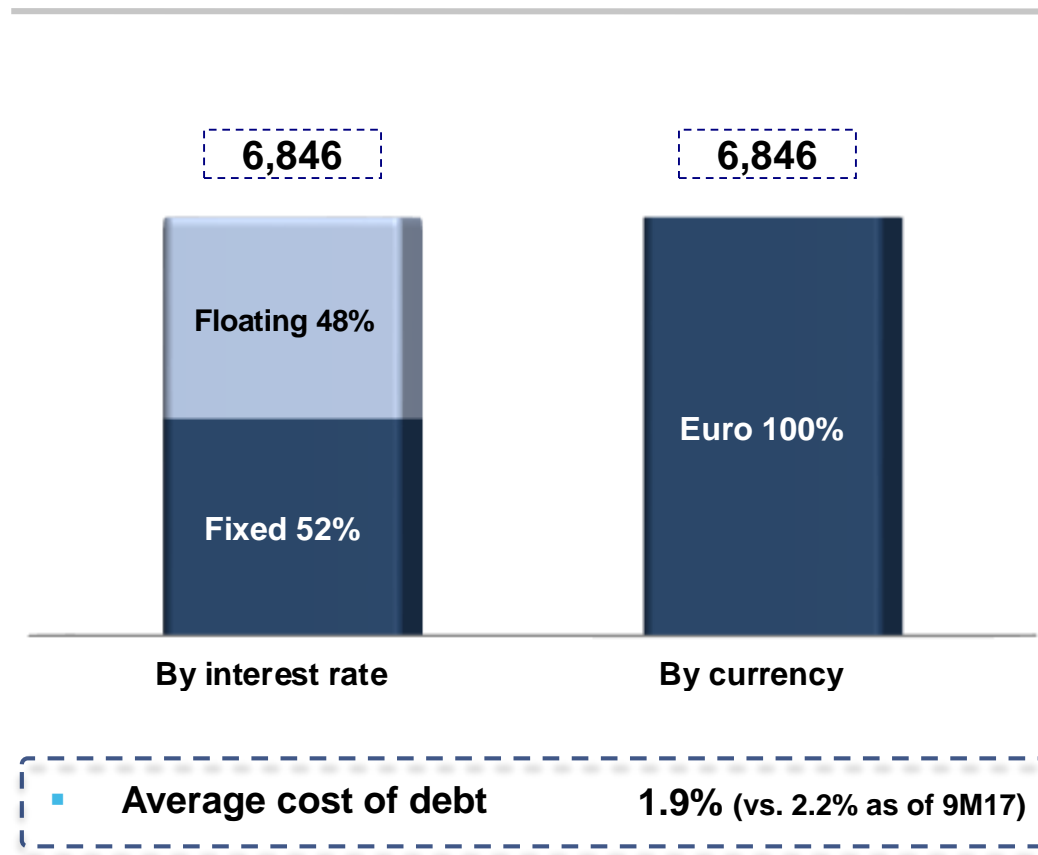 6,846
6,846
Floating 48%
Euro 100%
Fixed 52%
By interest rate
By currency
▪ Average cost of debt 1.9% (vs. 2.2% as of 9M17)